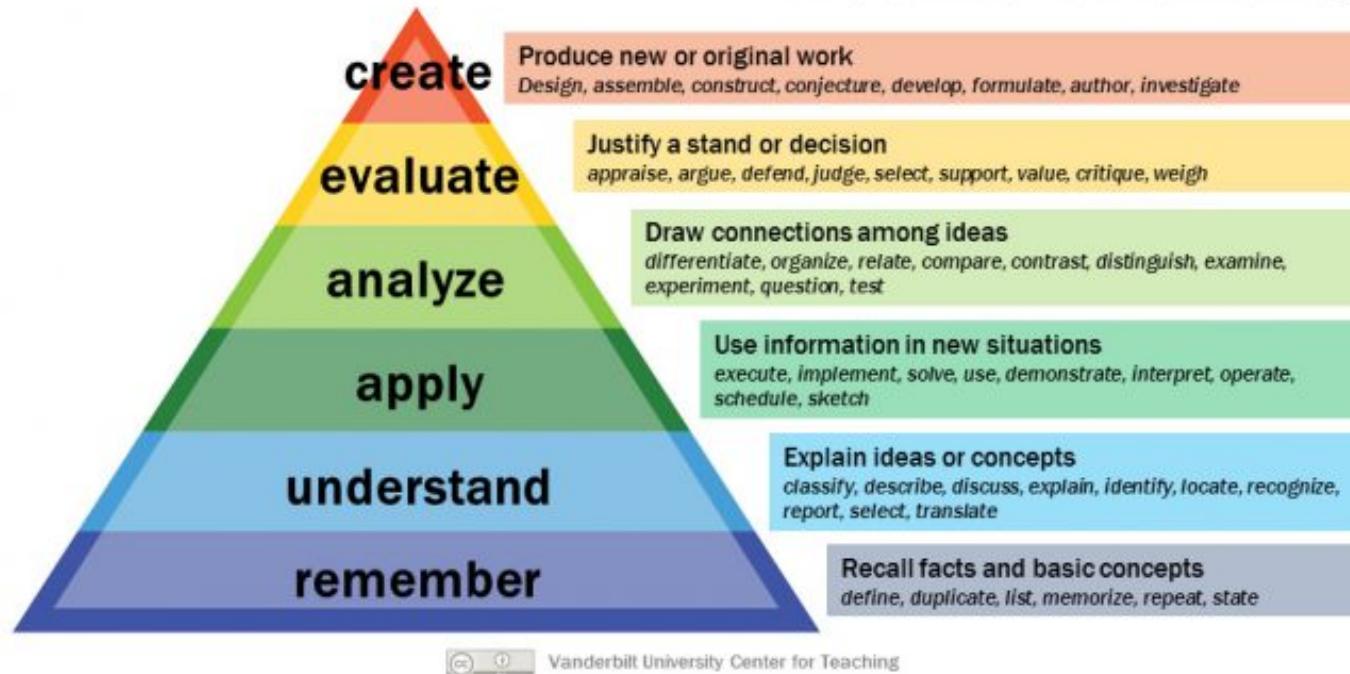 create
Produce new or original work
Design, assemble, construct, conjecture, develop, formulate, author, investigate
evaluate
Justify a stand or decision
appraise, argue, defend, judge, select, support, value, critique, weigh
analyze
Draw connections among ideas
differentiate, organize, relate, compare, contrast, distinguish, examine,
experiment, question, test
apply
Use information in new situations
execute, implement, solve, use, demonstrate, interpret, operate,
schedule, sketch
understand
Explain ideas or concepts
classify, describe, discuss, explain, identify, locate, recognize,
report, select, translate
remember
Recall facts and basic concepts
define, duplicate, list, memorize, repeat, state
cc
Vanderbilt University Center for Teaching